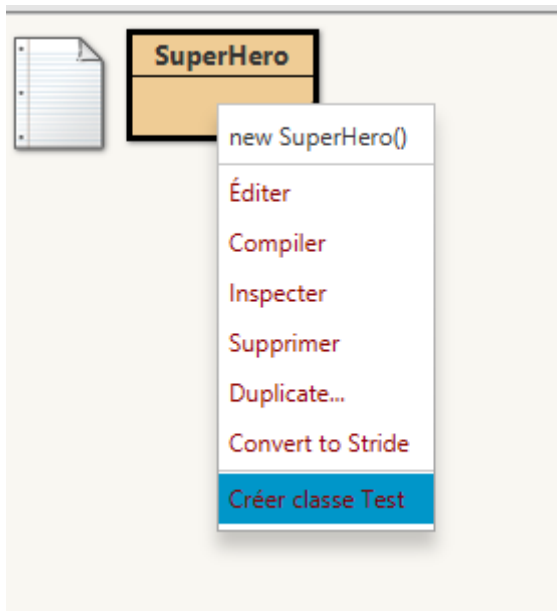 SuperHero
new SuperHero()
Éditer
Compiler
Inspecter
Supprimer
Duplicate...
Convert to Stride
Créer classe Test